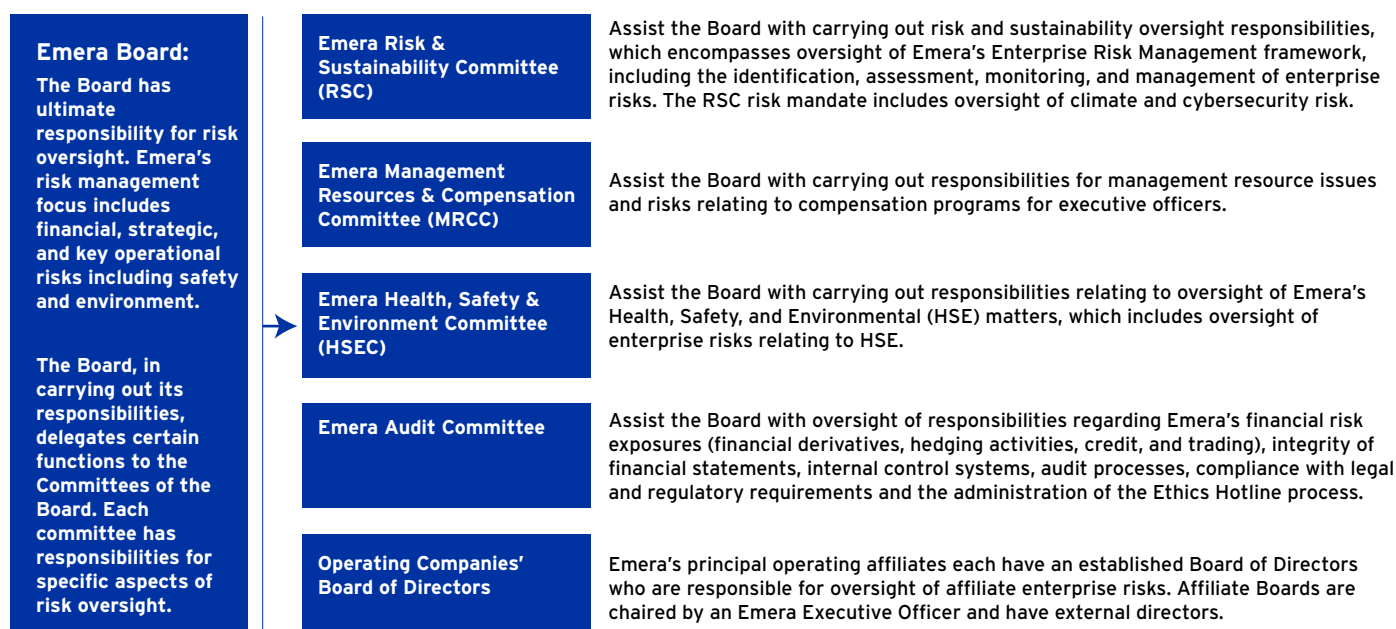 Emera Board:
The Board has
ultimate
responsibility for risk
oversight. Emera’s
risk management
focus includes
financial, strategic,
and key operational
risks including safety
and environment.
The Board, in
carrying out its
responsibilities,
delegates certain
functions to the
Committees of the
Board. Each
committee has
responsibilities for
specific aspects of
risk oversight.
Emera Risk &
Sustainability Committee
(RSC)
Assist the Board with carrying out risk and sustainability oversight responsibilities,
which encompasses oversight of Emera’s Enterprise Risk Management framework,
including the identification, assessment, monitoring, and management of enterprise
risks. The RSC risk mandate includes oversight of climate and cybersecurity risk.
Emera Management
Resources & Compensation
Committee (MRCC)
Assist the Board with carrying out responsibilities for management resource issues
and risks relating to compensation programs for executive officers.
Emera Health, Safety &
Environment Committee
(HSEC)
Assist the Board with carrying out responsibilities relating to oversight of Emera’s
Health, Safety, and Environmental (HSE) matters, which includes oversight of
enterprise risks relating to HSE.
Emera Audit Committee
Assist the Board with oversight of responsibilities regarding Emera’s financial risk
exposures (financial derivatives, hedging activities, credit, and trading), integrity of
financial statements, internal control systems, audit processes, compliance with legal
and regulatory requirements and the administration of the Ethics Hotline process.
Operating Companies’
Board of Directors
Emera’s principal operating affiliates each have an established Board of Directors
who are responsible for oversight of affiliate enterprise risks. Affiliate Boards are
chaired by an Emera Executive Officer and have external directors.